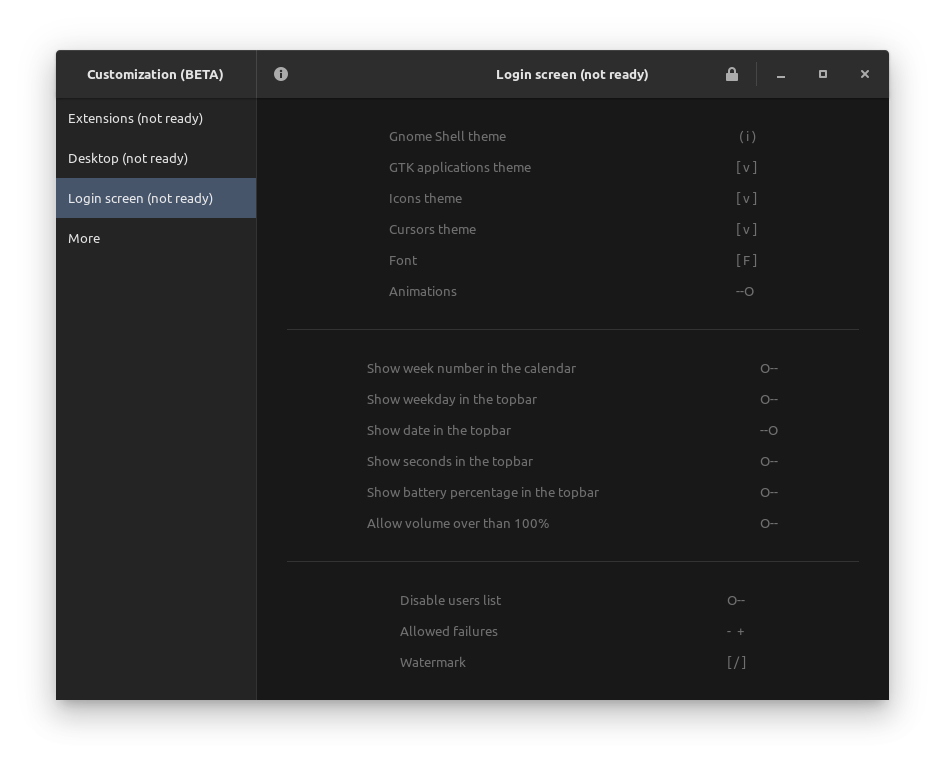 Customization (BETA)
Login screen (not ready)
Extensions (not ready)
Desktop (not ready)
Login screen (not ready)
More
Gnome Shell theme ( i )
GTK applications theme [ v ]
Icons theme [ v ]
Cursors theme [ v ]
Font [ F ]
Animations --O
Show week number in the calendar O--
Show weekday in the topbar O--
Show date in the topbar --O
Show seconds in the topbar O--
Show battery percentage in the topbar O--
Allow volume over than 100% O--
Disable users list O--
Allowed failures - +
Watermark [ / ]